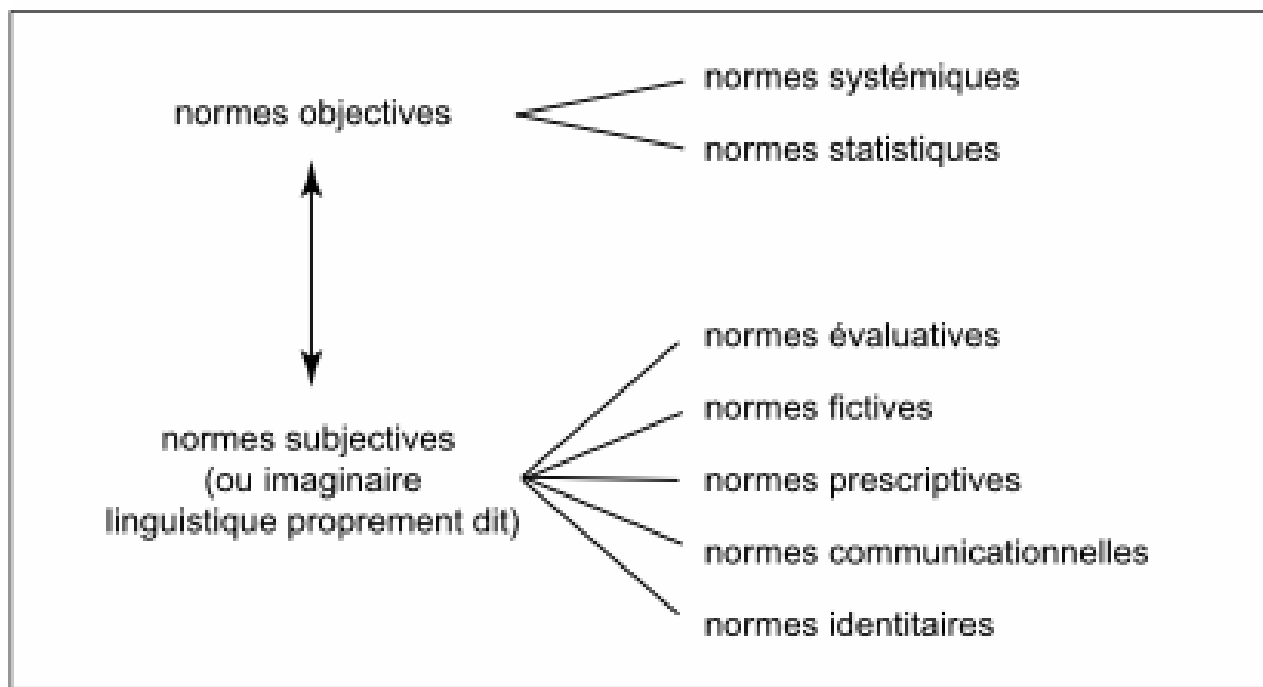 normes objectives
normes systémiques
normes statistiques
normes subjectives
(ou imaginaire
linguistique proprement dit)
normes évaluatives
normes fictives
normes prescriptives
normes communicationnelles
normes identitaires